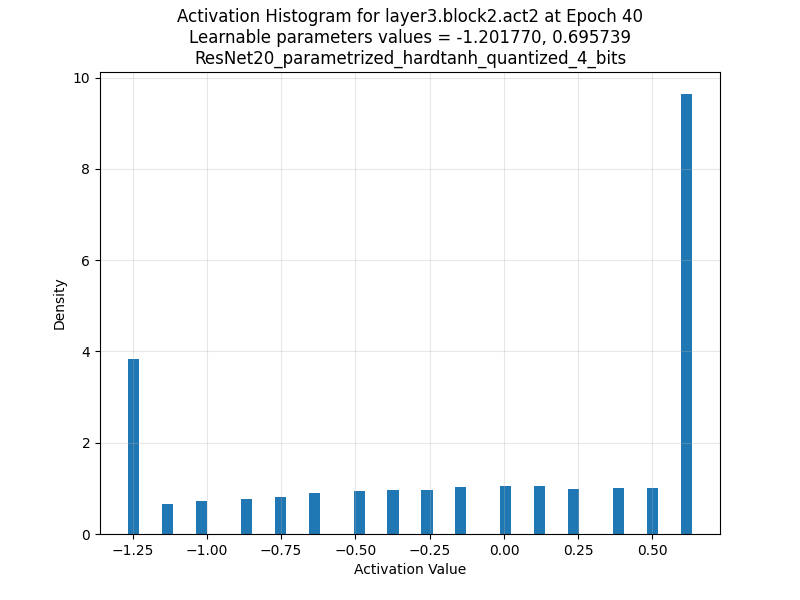 Activation Histogram for layer3.block2.act2 at Epoch 40
Learnable parameters values = -1.201770, 0.695739
ResNet20_parametrized_hardtanh_quantized_4_bits
10
8
6
4
2
0
Density
−1.25 −1.00 −0.75 −0.50 −0.25 0.00 0.25 0.50
Activation Value